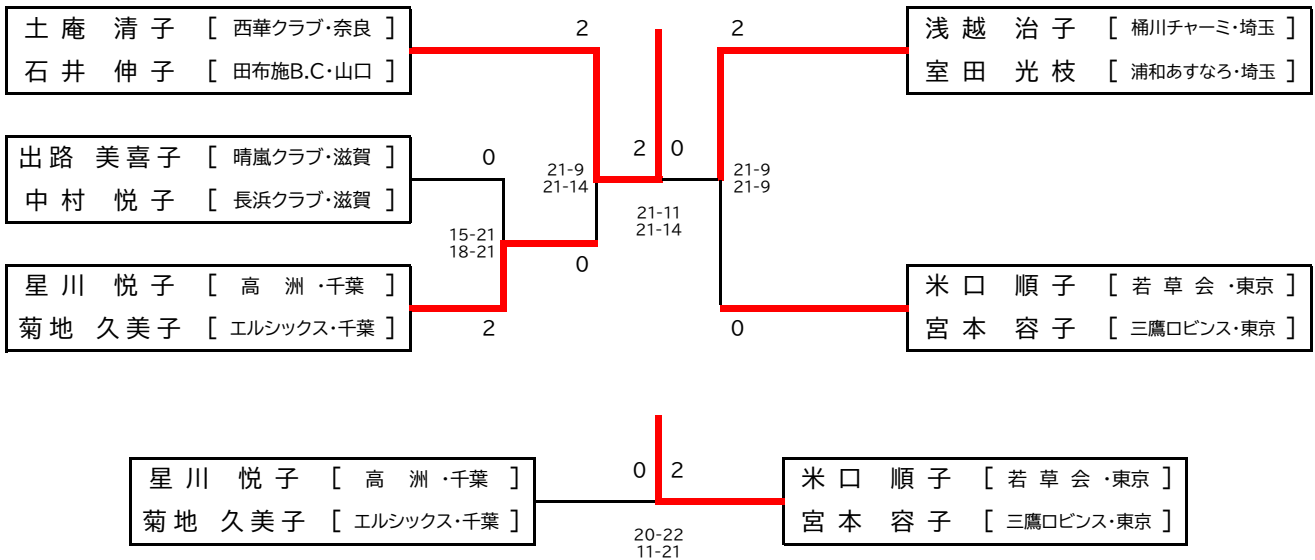 土庵 清子 [ 西華クラブ・奈良 ]
石井 伸子 [ 田布施B.C・山口 ]
2
2
浅越 治子 [ 桶川チャーミ・埼玉 ]
室田 光枝 [ 浦和あすなろ・埼玉 ]
出路 美喜子 [ 晴嵐クラブ・滋賀 ]
中村 悦子 [ 長浜クラブ・滋賀 ]
0
21-9
21-14
2
0
21-9
21-9
15-21
18-21
21-11
21-14
0
星川 悦子 [ 高 洲 ・千葉 ]
菊地 久美子 [ エルシックス・千葉 ]
2
0
米口 順子 [ 若 草 会 ・東京 ]
宮本 容子 [ 三鷹ロビンス・東京 ]
星川 悦子 [ 高 洲 ・千葉 ]
菊地 久美子 [ エルシックス・千葉 ]
0
2
20-22
11-21
米口 順子 [ 若 草 会 ・東京 ]
宮本 容子 [ 三鷹ロビンス・東京 ]